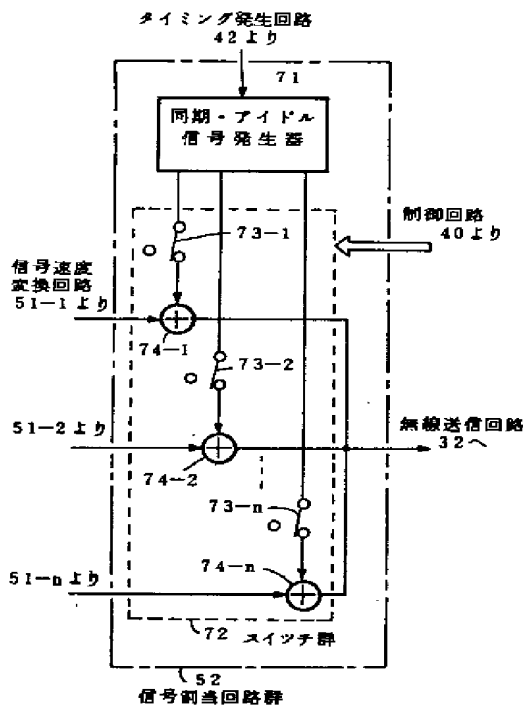 タイミング発生回路
42より
71
同期・アイドル
信号発生器
制御回路
40より
73-1
信号速度
変換回路
51-1より
74-1
73-2
51-2より
無線送信回路
32へ
74-2
73-n
74-n
51-nより
72 スイッチ群
52
信号割当回路群